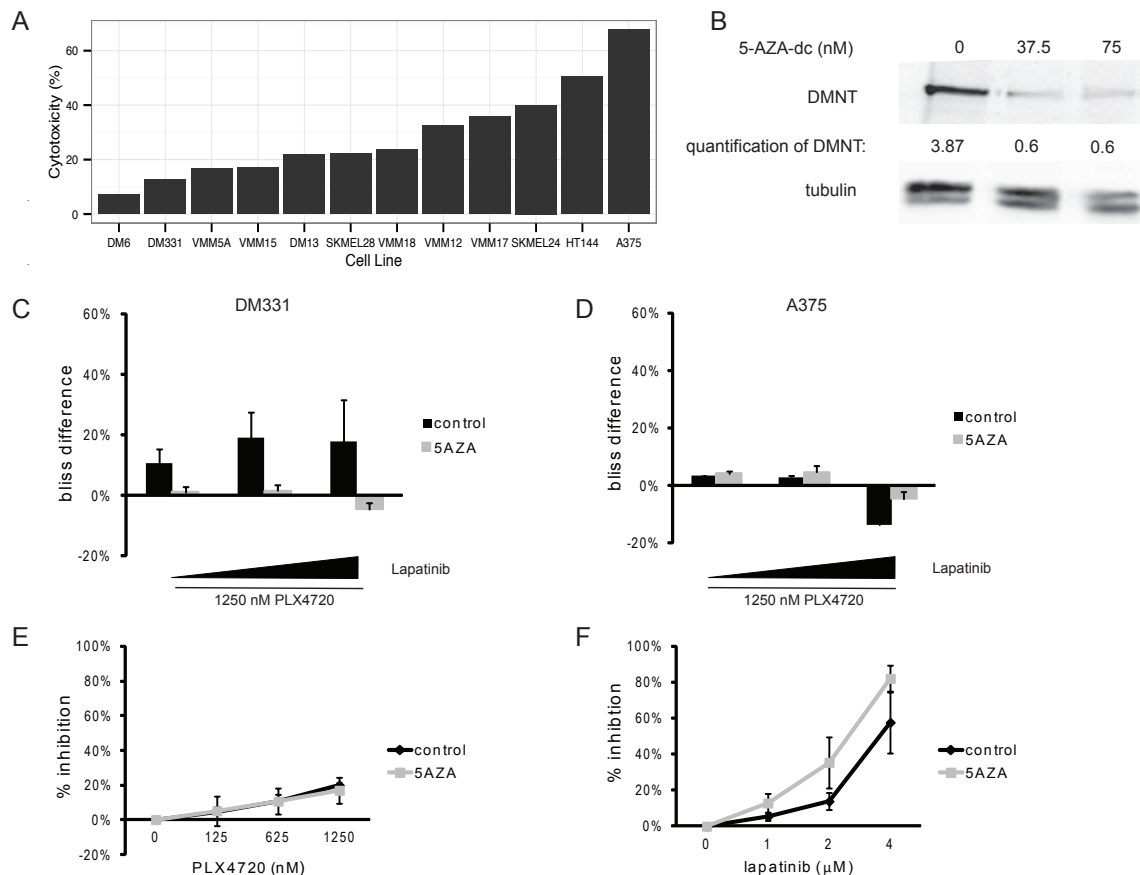 A
Cytotoxicity (%)
60
40
20
0
DM6 DM331 VMM5A VMM15 DM13 SKMEL28 VMM18 VMM12 VMM17 SKMEL24 HT144 A375
Cell Line
B
5-AZA-dc (nM) 0 37.5 75
DMNT
quantification of DMNT: 3.87 0.6 0.6
tubulin
C
DM331
bliss difference
60%
40%
20%
0%
-20%
control
5AZA
Lapatinib
1250 nM PLX4720
D
A375
bliss difference
60%
40%
20%
0%
-20%
control
5AZA
Lapatinib
1250 nM PLX4720
E
% inhibition
100%
80%
60%
40%
20%
0%
-20%
0 125 625 1250
PLX4720 (nM)
control
5AZA
F
% inhibtion
100%
80%
60%
40%
20%
0%
0 1 2 4
lapatinib (μM)
control
5AZA